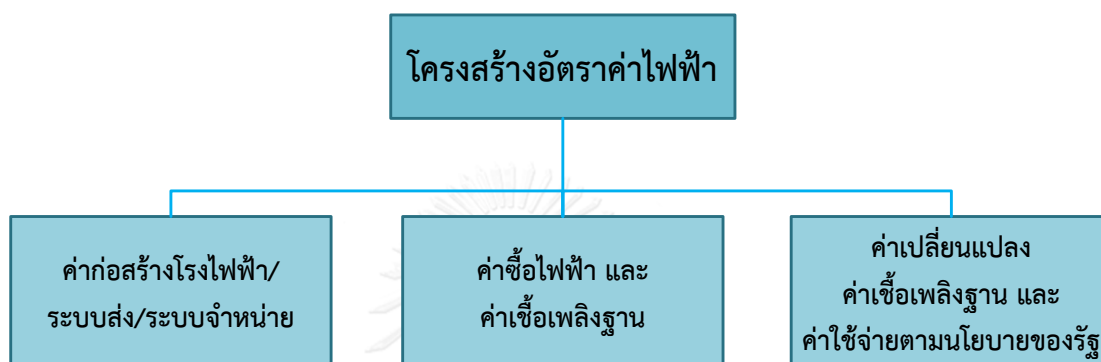 โครงสร้างอัตราค่าไฟฟ้า
ค่าก่อสร้างโรงไฟฟ้า/
ระบบส่ง/ระบบจำหน่าย
ค่าซื้อไฟฟ้า และ
ค่าเชื้อเพลิงฐาน
ค่าเปลี่ยนแปลง
ค่าเชื้อเพลิงฐาน และ
ค่าใช้จ่ายตามนโยบายของรัฐ